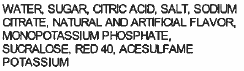 WATER, SUGAR, CITRIC ACID, SALT, SODIUM
CITRATE, NATURAL AND ARTIFICIAL FLAVOR,
MONOPOTASSIUM PHOSPHATE,
SUCRALOSE, RED 40, ACESULFAME
POTASSIUM